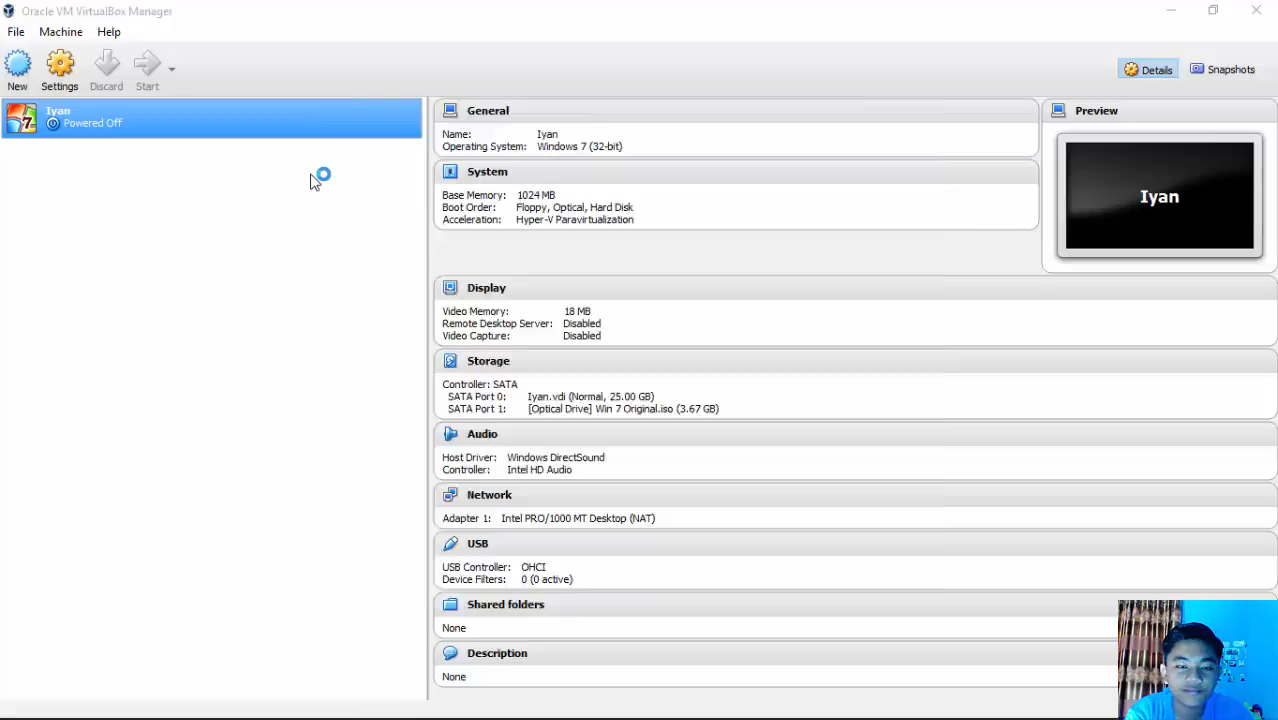 Oracle VM VirtualBox Manager
File Machine Help
New Settings Discard Start
Details Snapshots
Iyan
Powered Off
General
Name: Iyan
Operating System: Windows 7 (32-bit)
System
Base Memory: 1024 MB
Boot Order: Floppy, Optical, Hard Disk
Acceleration: Hyper-V Paravirtualization
Preview
Iyan
Display
Video Memory: 18 MB
Remote Desktop Server: Disabled
Video Capture: Disabled
Storage
Controller: SATA
SATA Port 0: Iyan.vdi (Normal, 25.00 GB)
SATA Port 1: [Optical Drive] Win 7 Original.iso (3.67 GB)
Audio
Host Driver: Windows DirectSound
Controller: Intel HD Audio
Network
Adapter 1: Intel PRO/1000 MT Desktop (NAT)
USB
USB Controller: OHCI
Device Filters: 0 (0 active)
Shared folders
None
Description
None